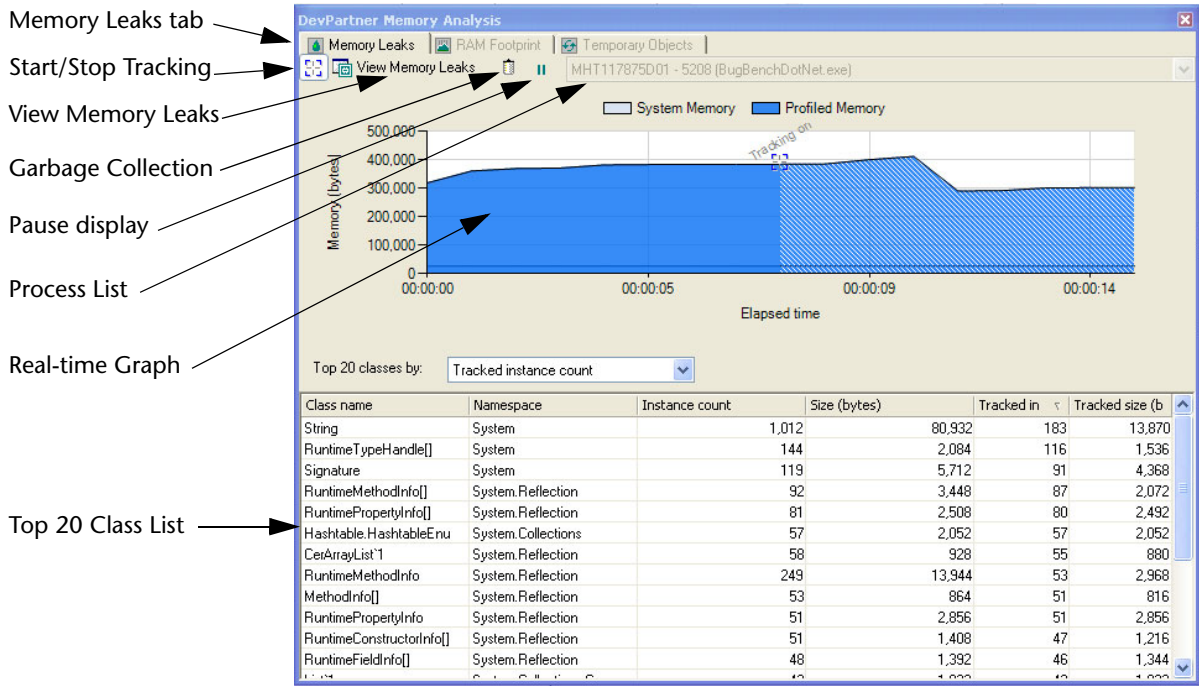 Memory Leaks tab
Start/Stop Tracking
View Memory Leaks
Garbage Collection
Pause display
Process List
Real-time Graph
Top 20 Class List
DevPartner Memory Analysis
Memory Leaks RAM Footprint Temporary Objects
View Memory Leaks MHT117875D01 - 5208 (BugBenchDotNet.exe)
System Memory Profiled Memory
Tracking on
Memory (bytes)
500,000
400,000
300,000
200,000
100,000
0
00:00:00 00:00:05 00:00:09 00:00:14
Elapsed time
Top 20 classes by: Tracked instance count
Class name Namespace Instance count Size (bytes) Tracked in Tracked size (b
String System 1,012 80,932 183 13,870
RuntimeTypeHandle[] System 144 2,084 116 1,536
Signature System 119 5,712 91 4,368
RuntimeMethodInfo[] System.Reflection 92 3,448 87 2,072
RuntimePropertyInfo[] System.Reflection 81 2,508 80 2,492
Hashtable.HashtableEnu System.Collections 57 2,052 57 2,052
CerArrayList`1 System.Reflection 58 928 55 880
RuntimeMethodInfo System.Reflection 249 13,944 53 2,968
MethodInfo[] System.Reflection 53 864 51 816
RuntimePropertyInfo System.Reflection 51 2,856 51 2,856
RuntimeConstructorInfo[] System.Reflection 51 1,408 47 1,216
RuntimeFieldInfo[] System.Reflection 48 1,392 46 1,344